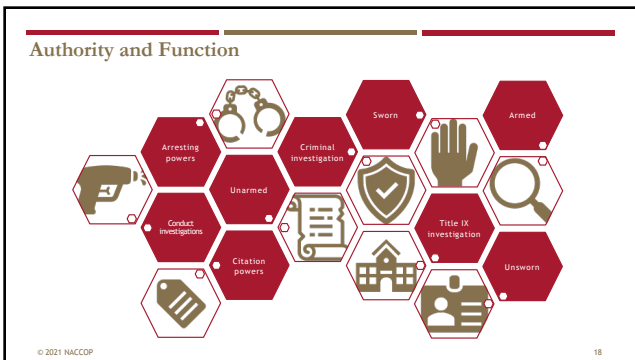 Authority and Function
Sworn
Armed
Arresting
powers
Criminal
investigation
Unarmed
Conduct
investigations
Title IX
investigation
Citation
powers
Unsworn
© 2021 NACCOP
18